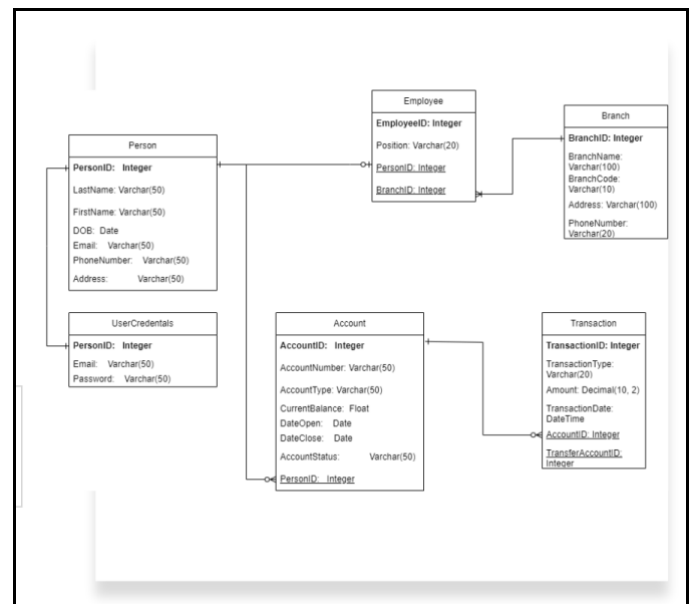 Employee
EmployeeID: Integer
Position: Varchar(20)
PersonID: Integer
BranchID: Integer
Branch
BranchID: Integer
BranchName:
Varchar(100)
BranchCode:
Varchar(10)
Address: Varchar(100)
PhoneNumber:
Varchar(20)
Person
PersonID: Integer
LastName: Varchar(50)
FirstName: Varchar(50)
DOB: Date
Email: Varchar(50)
PhoneNumber: Varchar(50)
Address: Varchar(50)
UserCredentals
PersonID: Integer
Email: Varchar(50)
Password: Varchar(50)
Account
AccountID: Integer
AccountNumber: Varchar(50)
AccountType: Varchar(50)
CurrentBalance: Float
DateOpen: Date
DateClose: Date
AccountStatus: Varchar(50)
PersonID: Integer
Transaction
TransactionID: Integer
TransactionType:
Varchar(20)
Amount: Decimal(10, 2)
TransactionDate:
DateTime
AccountID: Integer
TransferAccountID:
Integer